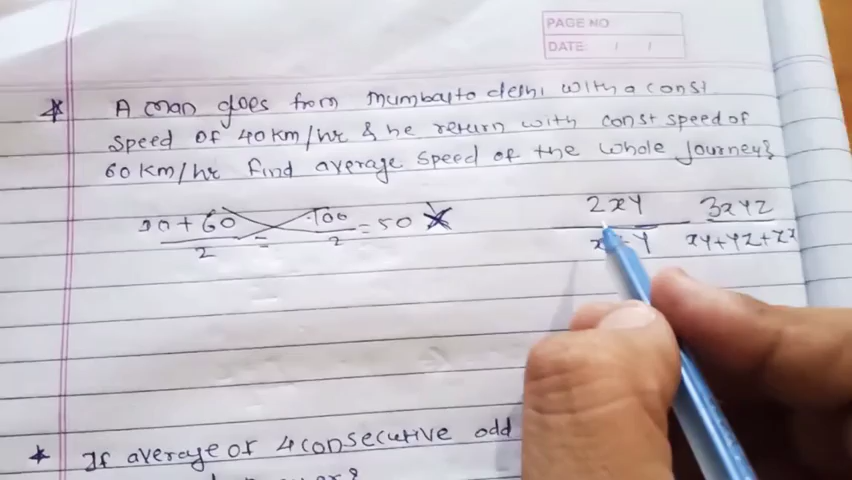 PAGE NO
DATE: / /
* A man goes from Mumbay to delhi with a const
speed of 40 km/hr & he return with const speed of
60 km/hr find average speed of the whole journey?
+ 60 / 2 = 100 / 2 = 50 ×
2xy / x+y
3xyz / xy+yz+zx
* If average of 4 consecutive odd